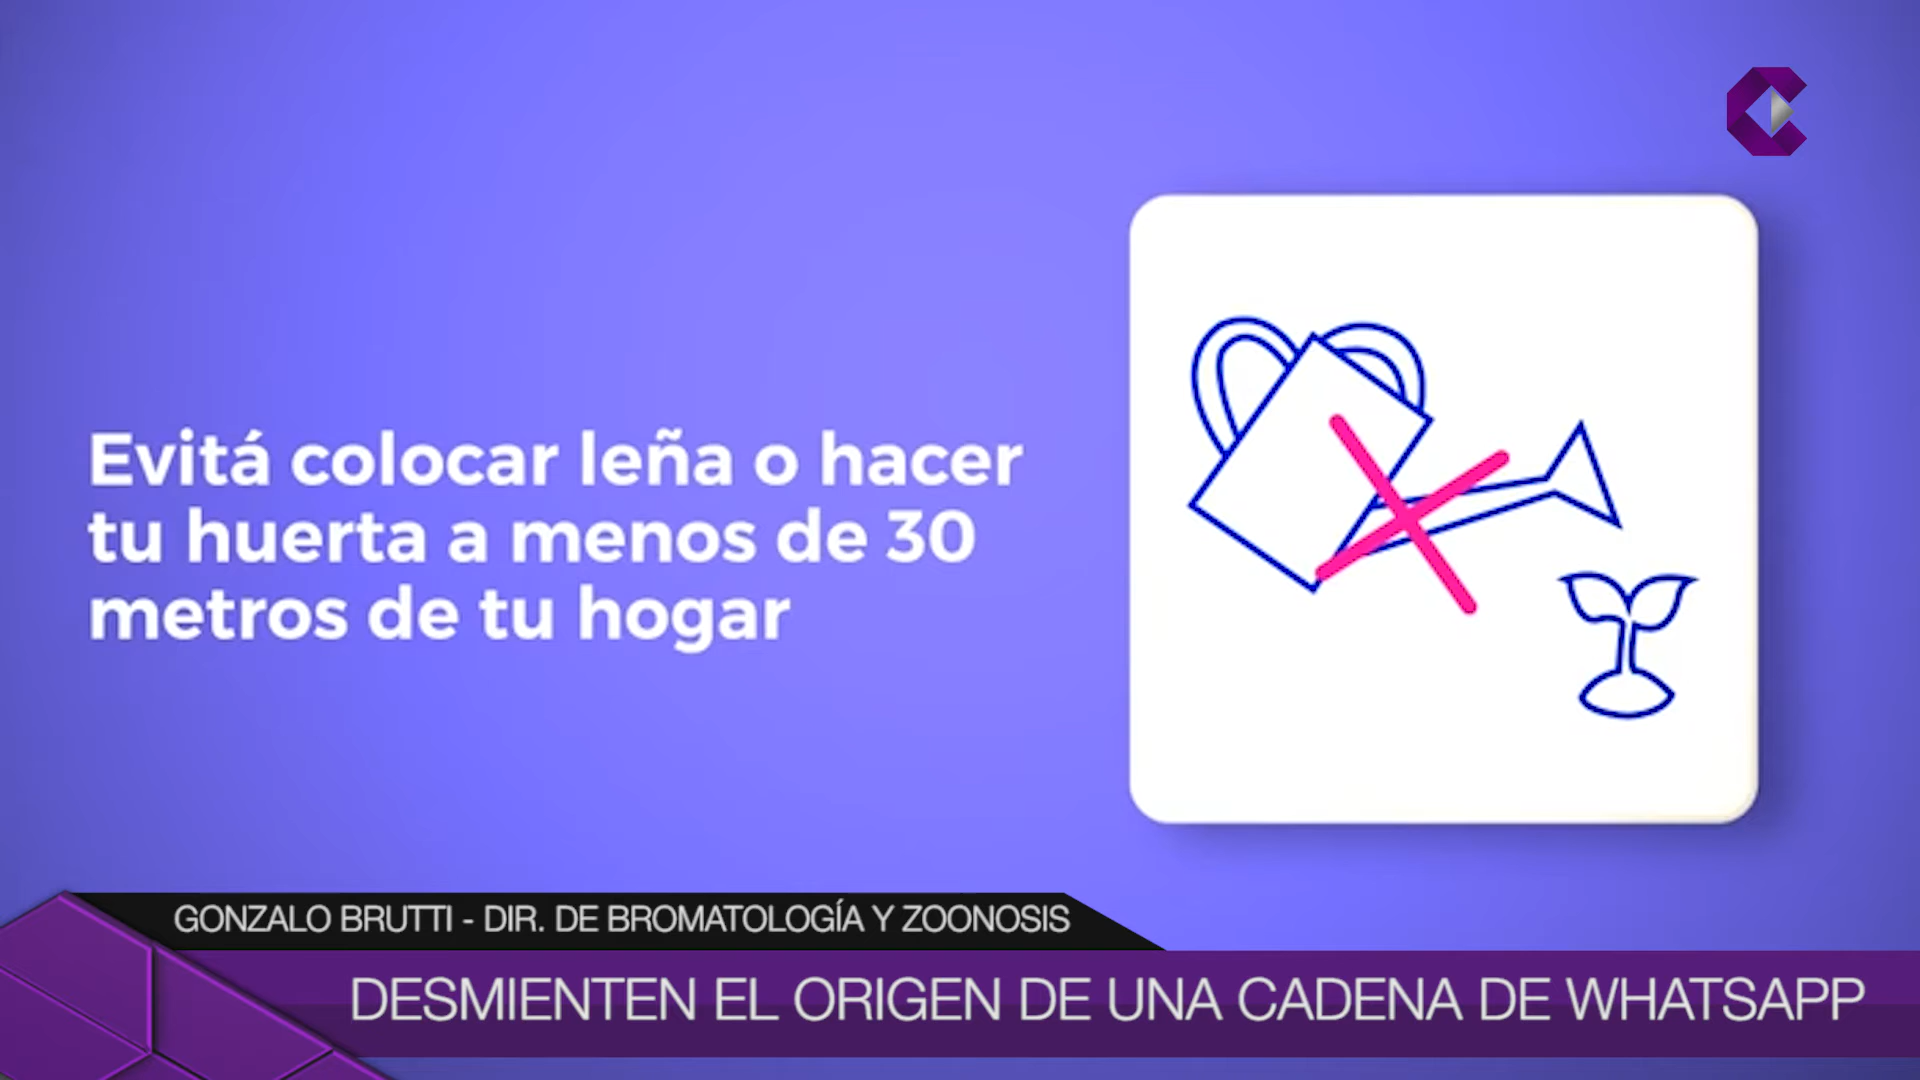 Evitá colocar leña o hacer
tu huerta a menos de 30
metros de tu hogar
GONZALO BRUTTI - DIR. DE BROMATOLOGÍA Y ZOONOSIS
DESMIENTEN EL ORIGEN DE UNA CADENA DE WHATSAPP